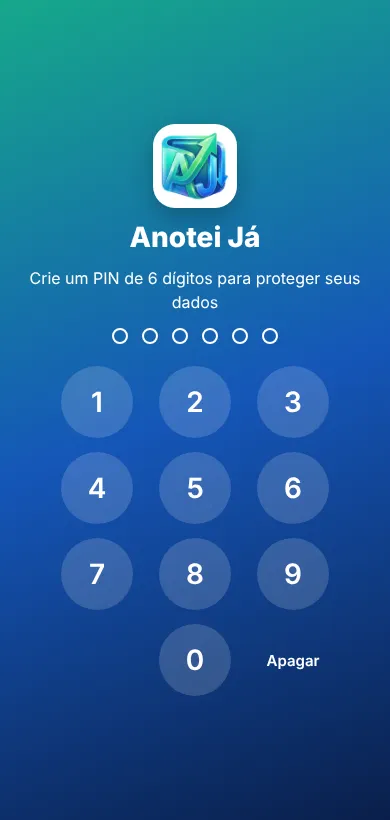 AJ
Anotei Já
Crie um PIN de 6 dígitos para proteger seus
dados
1 2 3
4 5 6
7 8 9
0 Apagar